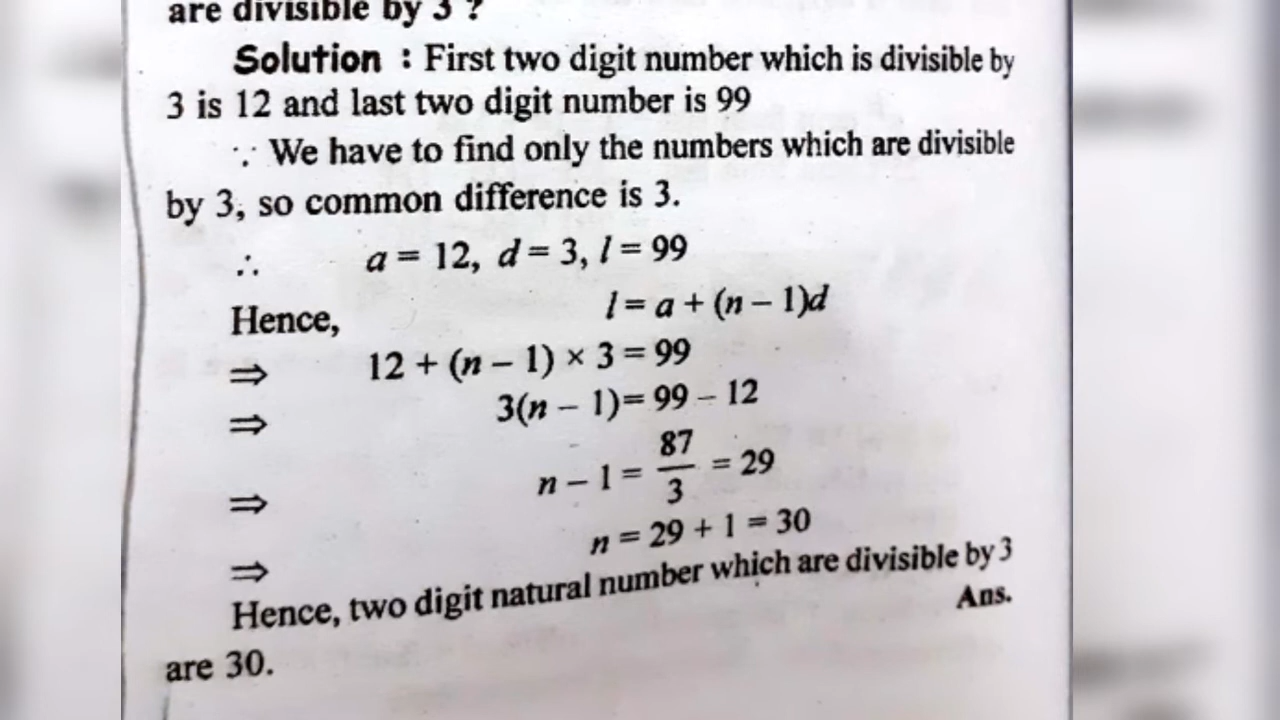 are divisible by 3 ?
Solution : First two digit number which is divisible by
3 is 12 and last two digit number is 99
∵ We have to find only the numbers which are divisible
by 3, so common difference is 3.
∴ a = 12, d = 3, l = 99
Hence, l = a + (n – 1)d
⇒ 12 + (n – 1) × 3 = 99
⇒ 3(n – 1)= 99 – 12
⇒ n – 1 = 87/3 = 29
⇒ n = 29 + 1 = 30
Hence, two digit natural number which are divisible by 3
are 30. Ans.